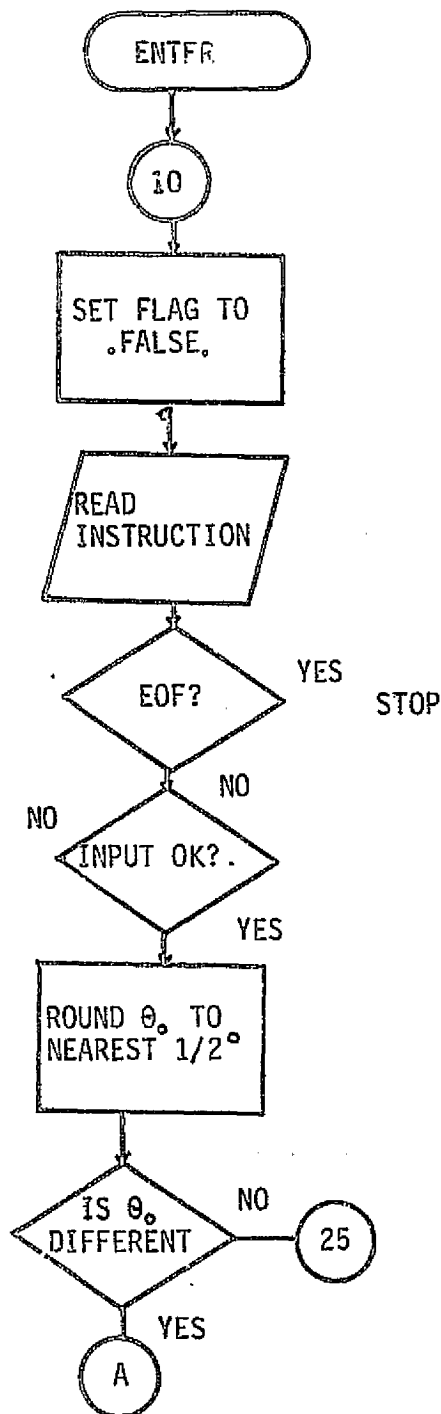 ENTFR
10
SET FLAG TO
.FALSE.
READ
INSTRUCTION
EOF?
YES
STOP
NO
NO
INPUT OK?.
YES
ROUND θ₀ TO
NEAREST 1/2°
IS θ₀
DIFFERENT
NO
25
YES
A